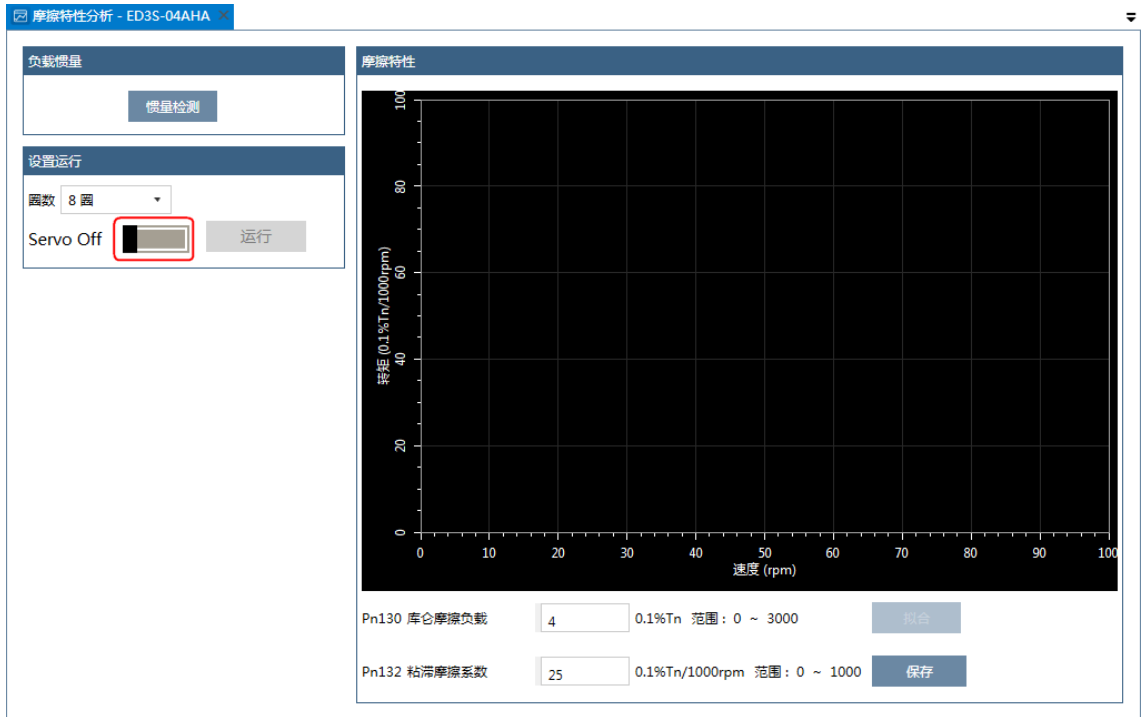 摩擦特性分析 - ED3S-04AHA
负载惯量
惯量检测
设置运行
圈数 8 圈
Servo Off 运行
摩擦特性
转矩 (0.1%Tn/1000rpm)
100
80
60
40
20
0
0 10 20 30 40 50 60 70 80 90 100
速度 (rpm)
Pn130 库仑摩擦负载 4 0.1%Tn 范围: 0 ~ 3000 拟合
Pn132 粘滞摩擦系数 25 0.1%Tn/1000rpm 范围: 0 ~ 1000 保存